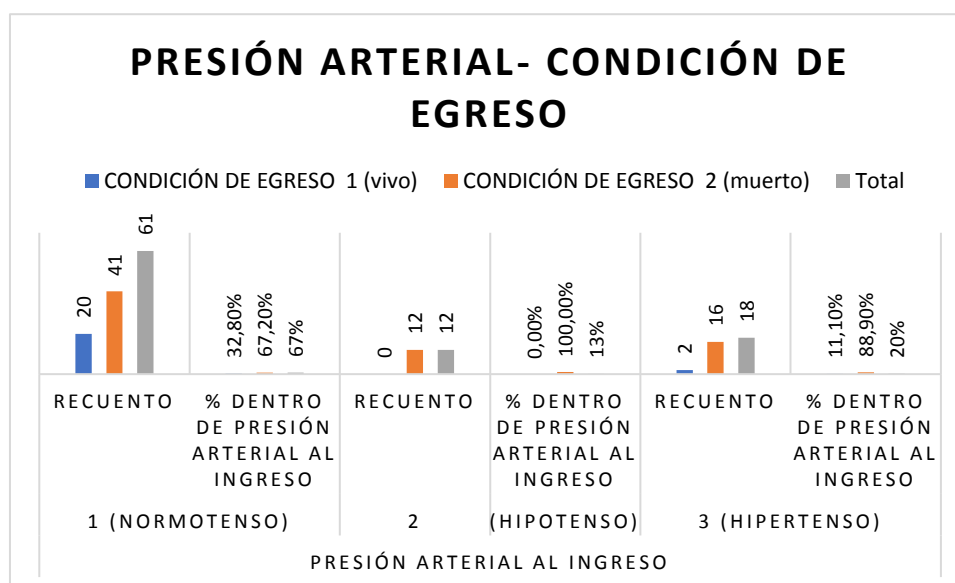 PRESIÓN ARTERIAL- CONDICIÓN DE
EGRESO
CONDICIÓN DE EGRESO 1 (vivo) CONDICIÓN DE EGRESO 2 (muerto) Total
20 41 61 32,80% 67,20% 67% 0 12 12 0,00% 100,00% 13% 2 16 18 11,10% 88,90% 20%
RECUENTO
% DENTRO
DE PRESIÓN
ARTERIAL AL
INGRESO
RECUENTO
% DENTRO
DE PRESIÓN
ARTERIAL AL
INGRESO
RECUENTO
% DENTRO
DE PRESIÓN
ARTERIAL AL
INGRESO
1 (NORMOTENSO) 2 (HIPOTENSO) 3 (HIPERTENSO)
PRESIÓN ARTERIAL AL INGRESO